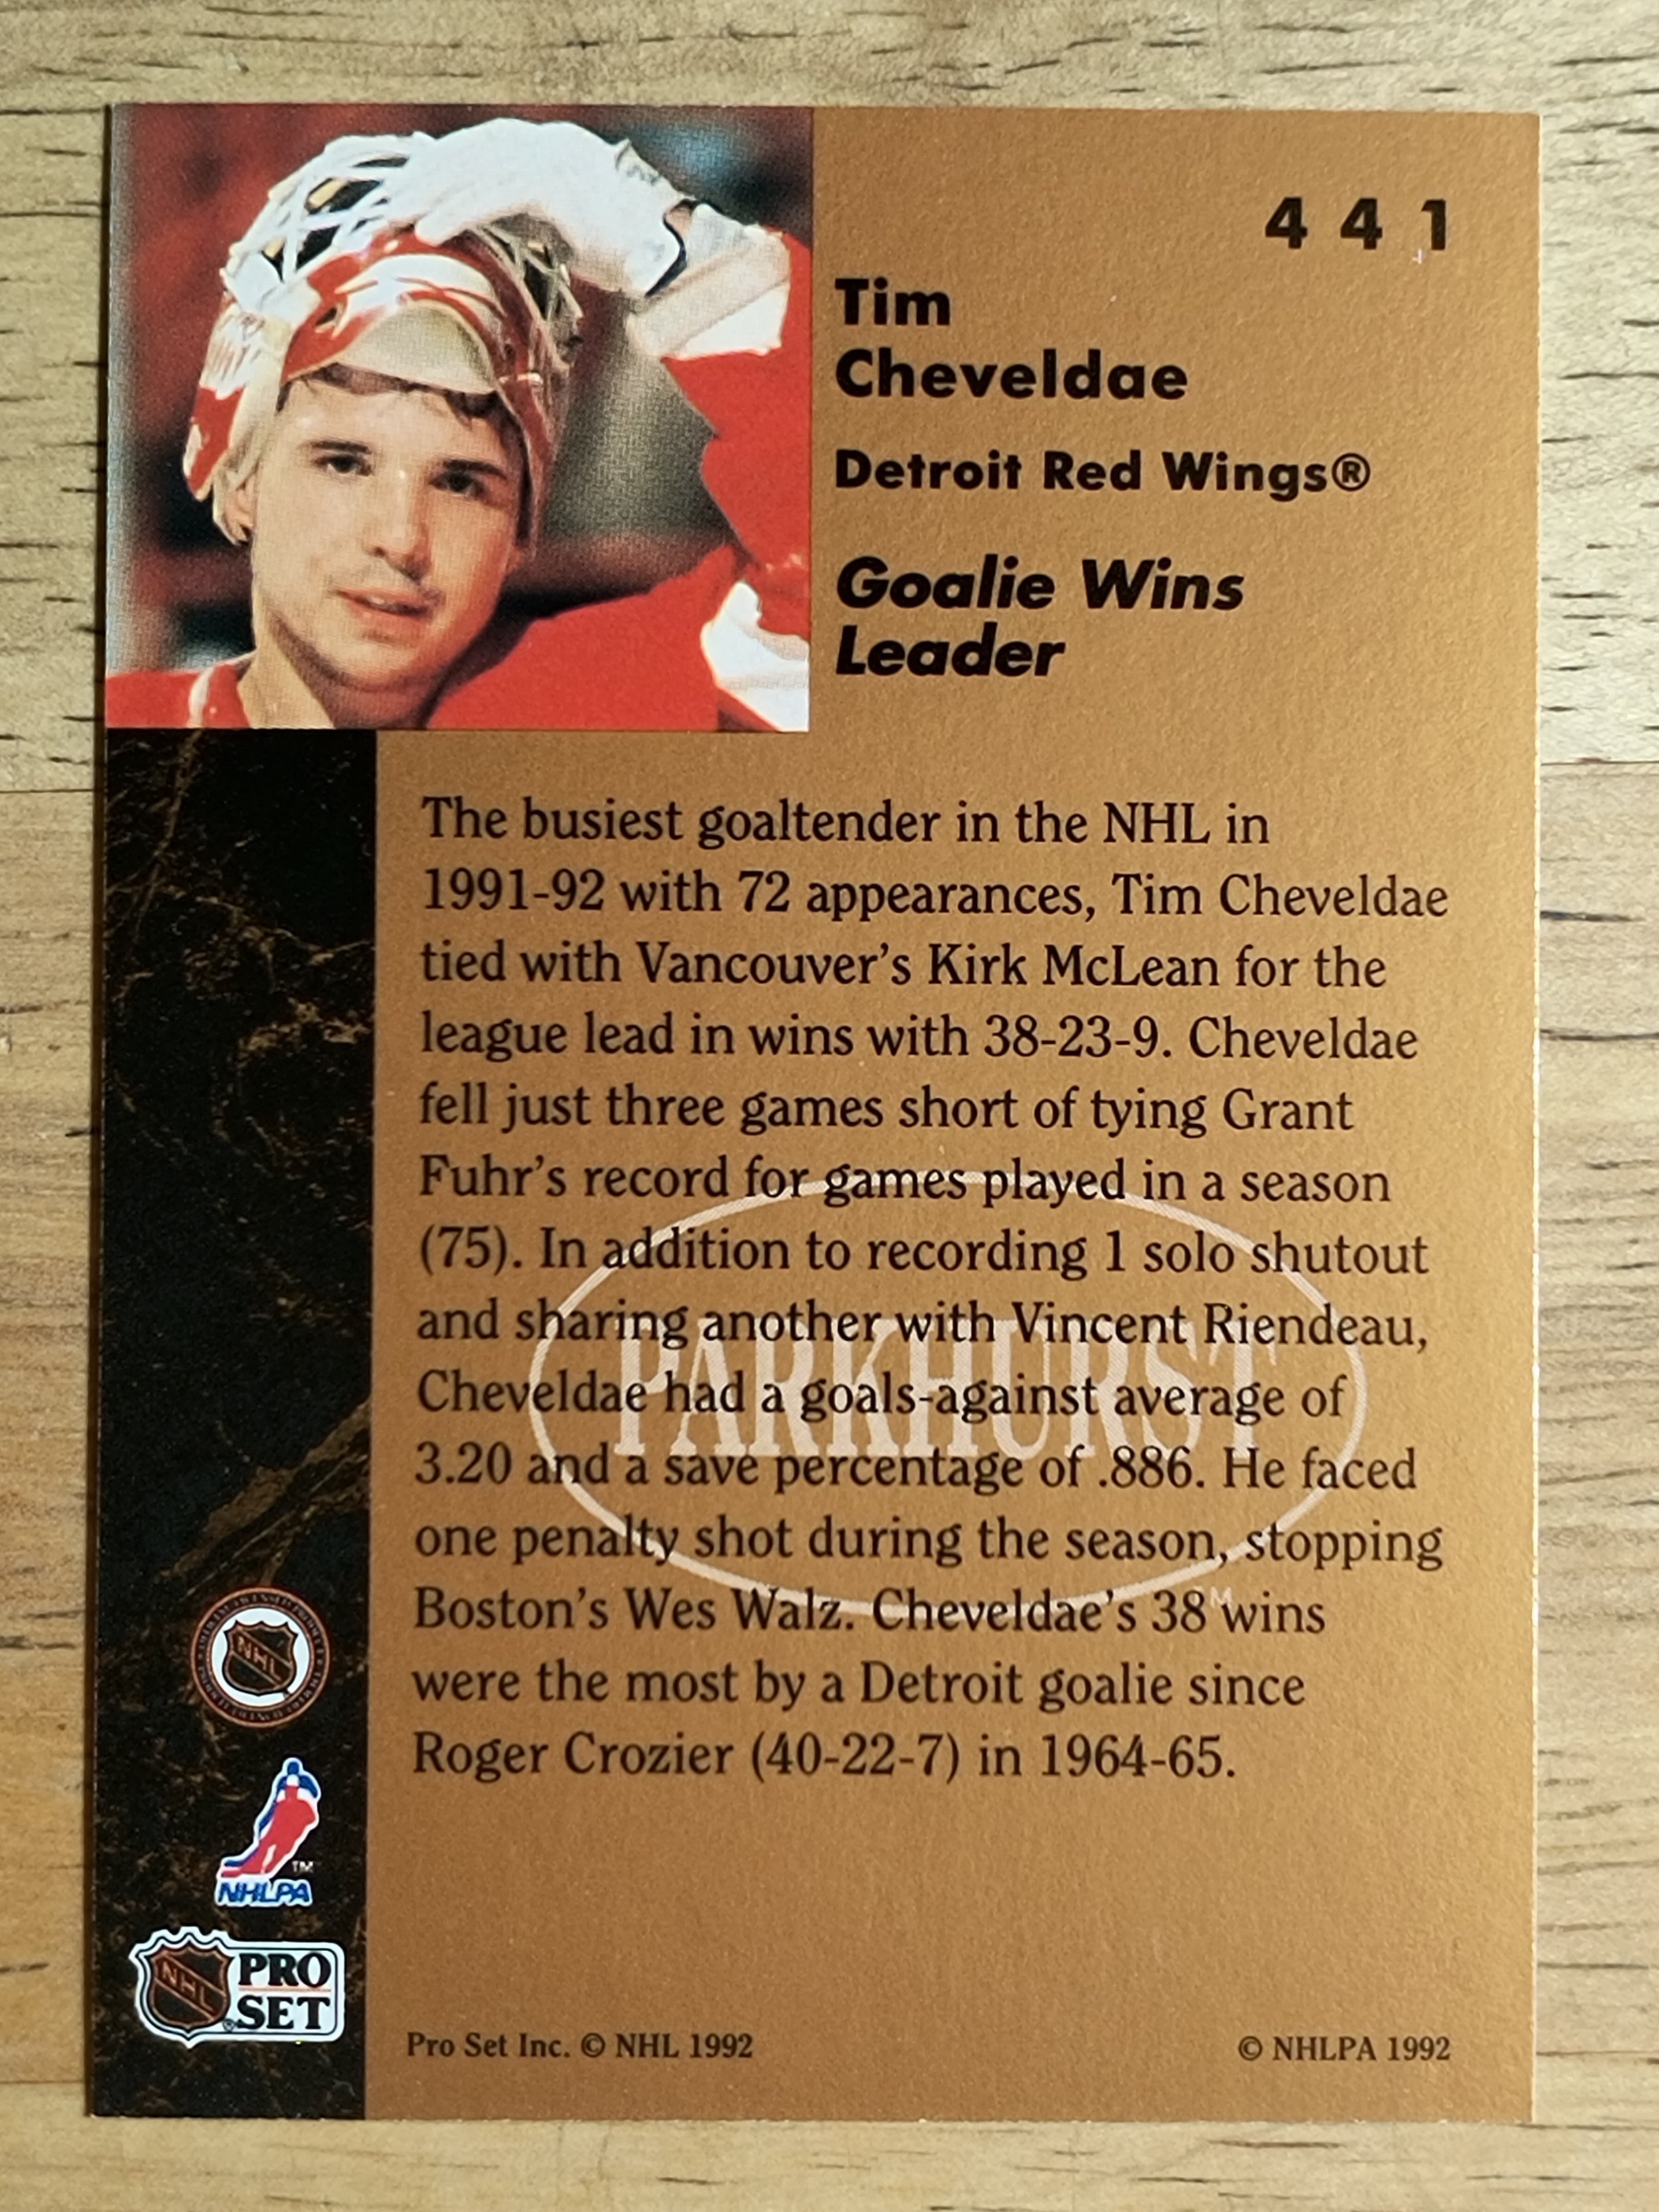 4 4 1
Tim
Cheveldae
Detroit Red Wings®
Goalie Wins
Leader
The busiest goaltender in the NHL in
1991-92 with 72 appearances, Tim Cheveldae
tied with Vancouver's Kirk McLean for the
league lead in wins with 38-23-9. Cheveldae
fell just three games short of tying Grant
Fuhr's record for games played in a season
(75). In addition to recording 1 solo shutout
and sharing another with Vincent Riendeau,
Cheveldae had a goals-against average of
3.20 and a save percentage of .886. He faced
one penalty shot during the season, stopping
Boston's Wes Walz. Cheveldae's 38 wins
were the most by a Detroit goalie since
Roger Crozier (40-22-7) in 1964-65.
PARKHURST
NHL
TM
NHLPA
NHL
PRO
SET
Pro Set Inc. © NHL 1992
© NHLPA 1992